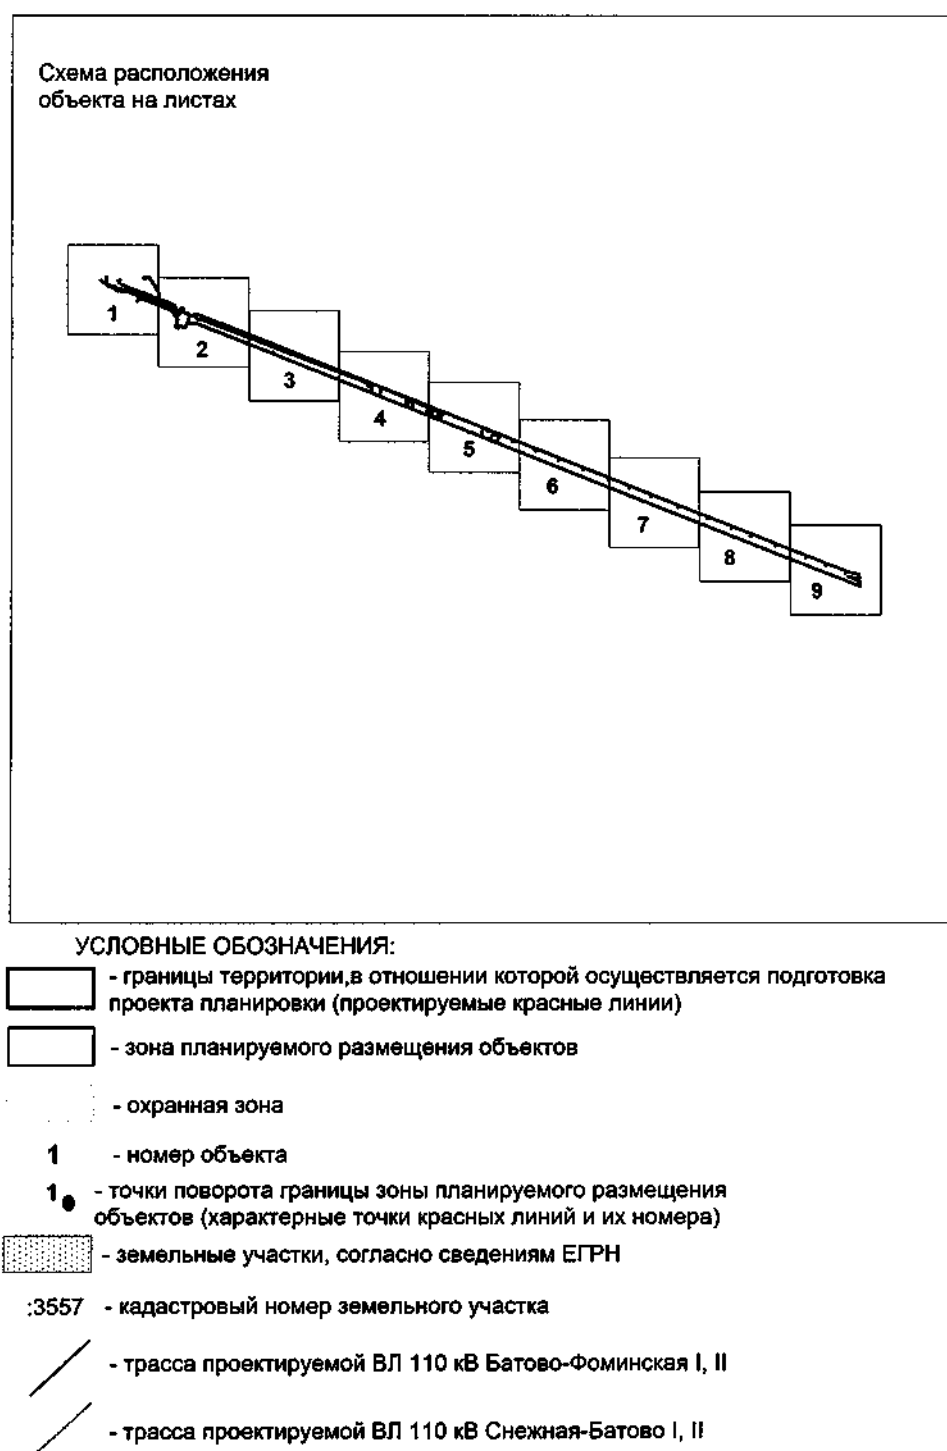 Схема расположения
объекта на листах
1
2
3
4
5
6
7
8
9
УСЛОВНЫЕ ОБОЗНАЧЕНИЯ:
- границы территории,в отношении которой осуществляется подготовка
проекта планировки (проектируемые красные линии)
- зона планируемого размещения объектов
- охранная зона
1 - номер объекта
1 - точки поворота границы зоны планируемого размещения
объектов (характерные точки красных линий и их номера)
- земельные участки, согласно сведениям ЕГРН
:3557 - кадастровый номер земельного участка
- трасса проектируемой ВЛ 110 кВ Батово-Фоминская I, II
- трасса проектируемой ВЛ 110 кВ Снежная-Батово I, II